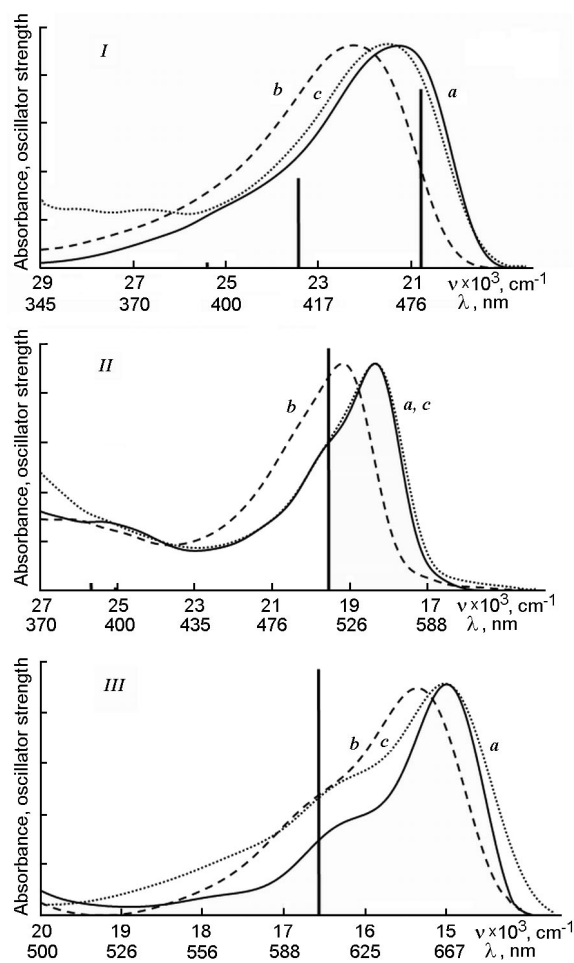 Absorbance, oscillator strength
I
b
c
a
29 27 25 23 21 ν×10³, cm⁻¹
345 370 400 417 476 λ, nm
Absorbance, oscillator strength
II
b
a, c
27 25 23 21 19 17 ν×10³, cm⁻¹
370 400 435 476 526 588 λ, nm
Absorbance, oscillator strength
III
b
c
a
20 19 18 17 16 15 ν×10³, cm⁻¹
500 526 556 588 625 667 λ, nm